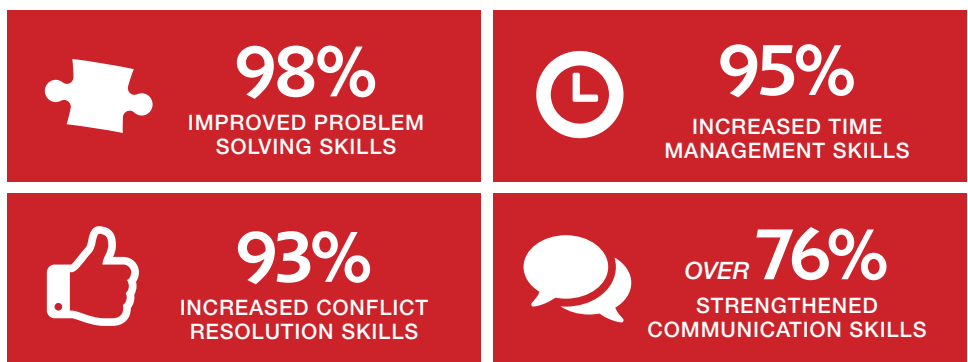 98%
IMPROVED PROBLEM
SOLVING SKILLS
95%
INCREASED TIME
MANAGEMENT SKILLS
93%
INCREASED CONFLICT
RESOLUTION SKILLS
OVER 76%
STRENGTHENED
COMMUNICATION SKILLS